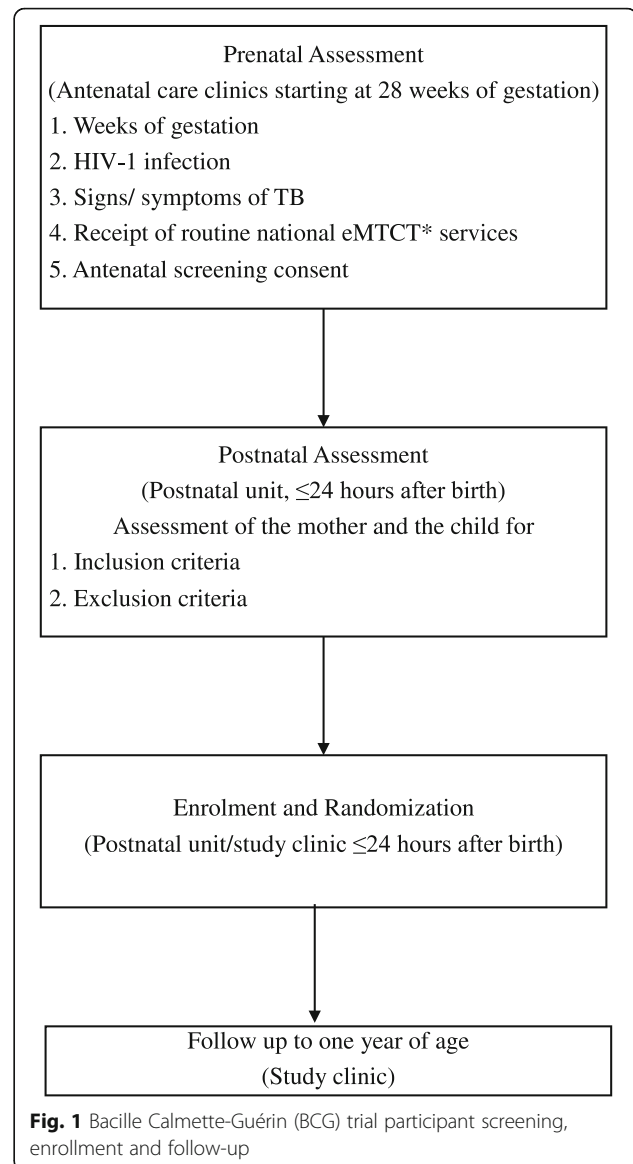 Prenatal Assessment
(Antenatal care clinics starting at 28 weeks of gestation)
1. Weeks of gestation
2. HIV-1 infection
3. Signs/ symptoms of TB
4. Receipt of routine national eMTCT* services
5. Antenatal screening consent
Postnatal Assessment
(Postnatal unit, ≤24 hours after birth)
Assessment of the mother and the child for
1. Inclusion criteria
2. Exclusion criteria
Enrolment and Randomization
(Postnatal unit/study clinic ≤24 hours after birth)
Follow up to one year of age
(Study clinic)
Fig. 1 Bacille Calmette-Guérin (BCG) trial participant screening,
enrollment and follow-up